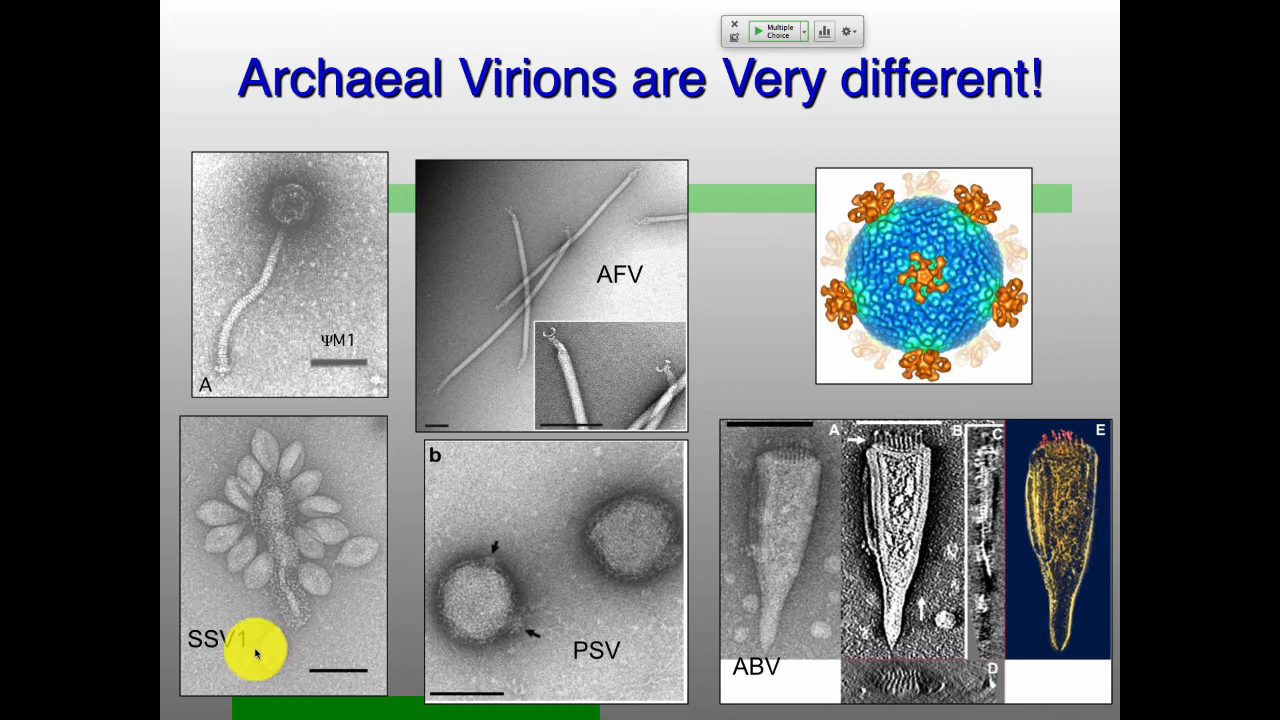 Multiple
Choice
Archaeal Virions are Very different!
ΨM1
A
AFV
SSV1
b
PSV
A
B
C
E
D
ABV